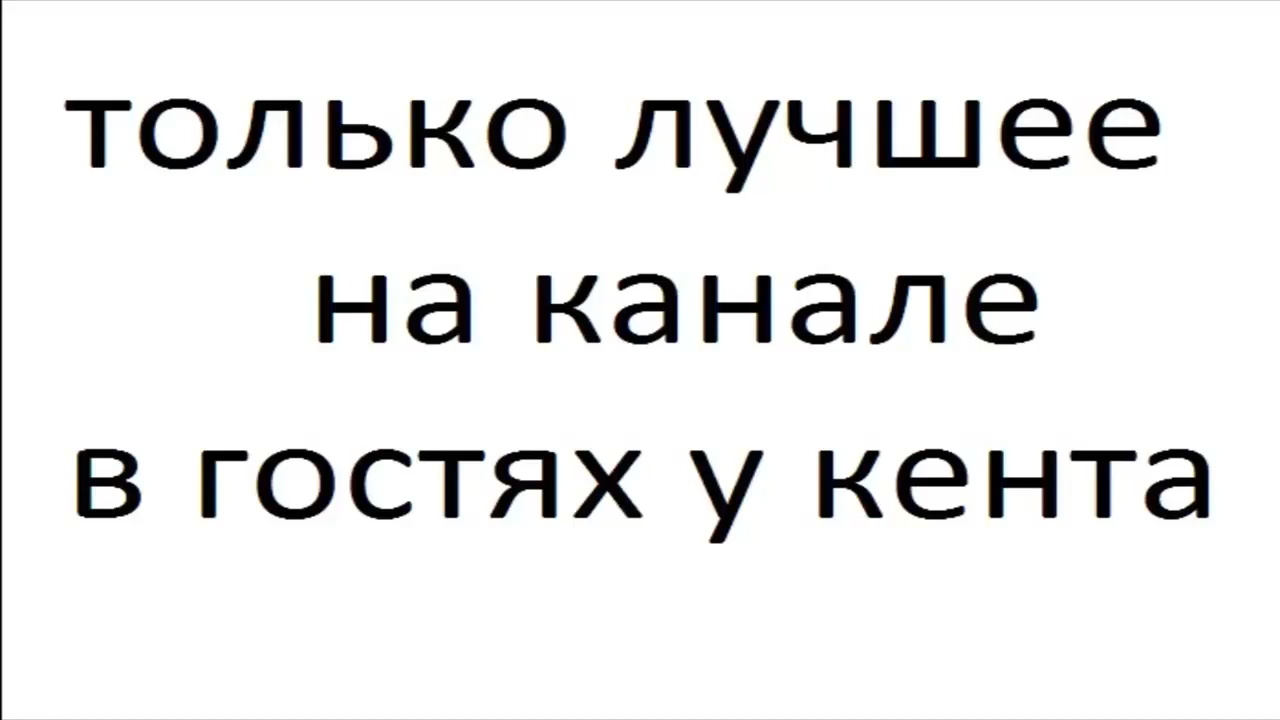 только лучшее
на канале
в гостях у кента